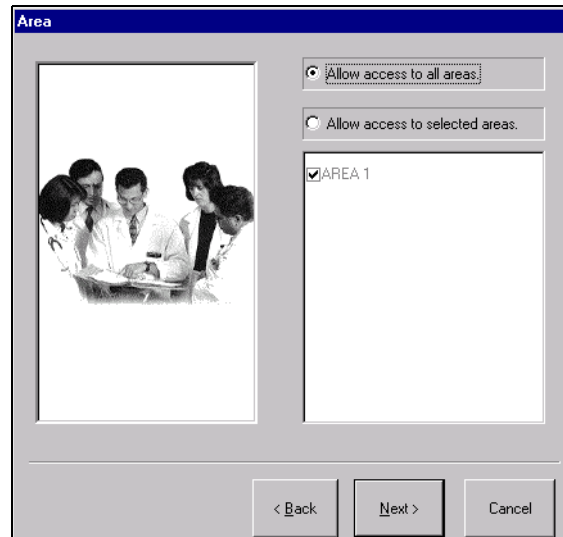 Area
Allow access to all areas.
Allow access to selected areas.
AREA 1
< Back
Next >
Cancel